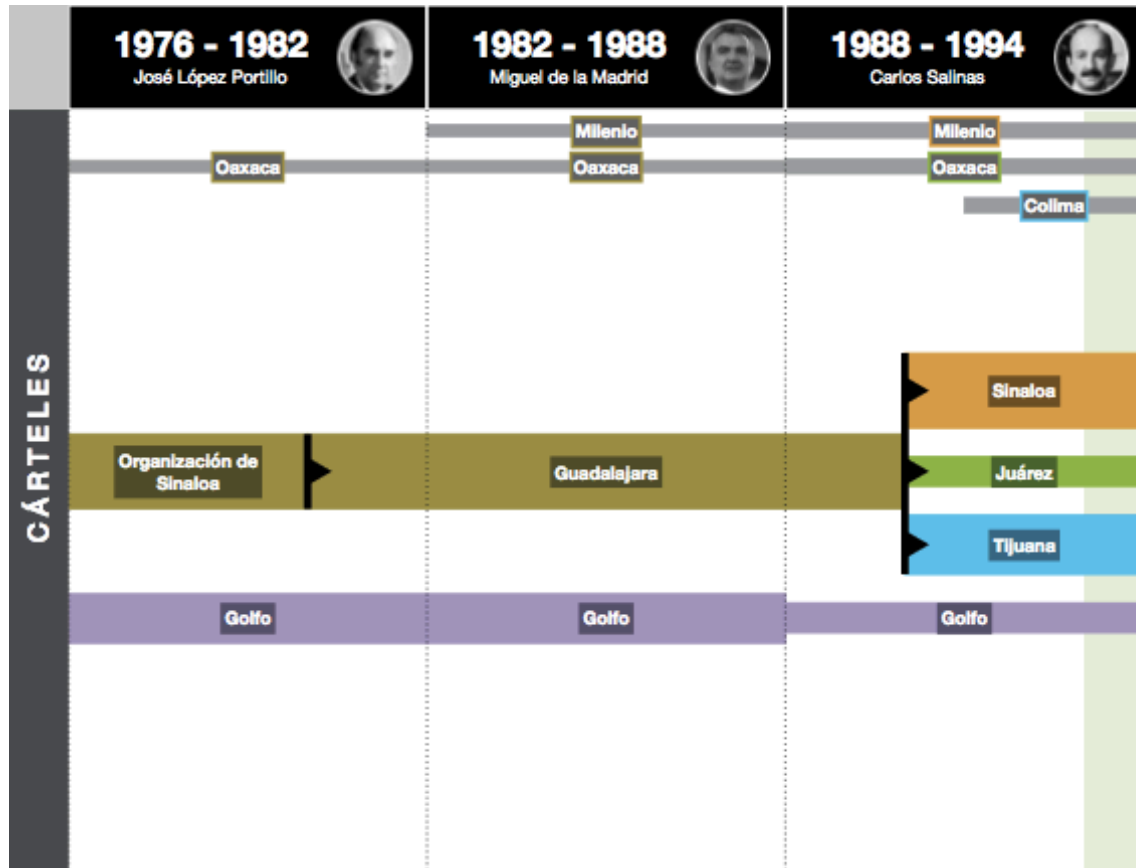 1976 - 1982
José López Portillo
1982 - 1988
Miguel de la Madrid
1988 - 1994
Carlos Salinas
CÁRTELES
Milenio
Milenio
Oaxaca
Oaxaca
Oaxaca
Colima
Sinaloa
Organización de
Sinaloa
Guadalajara
Juárez
Tijuana
Golfo
Golfo
Golfo